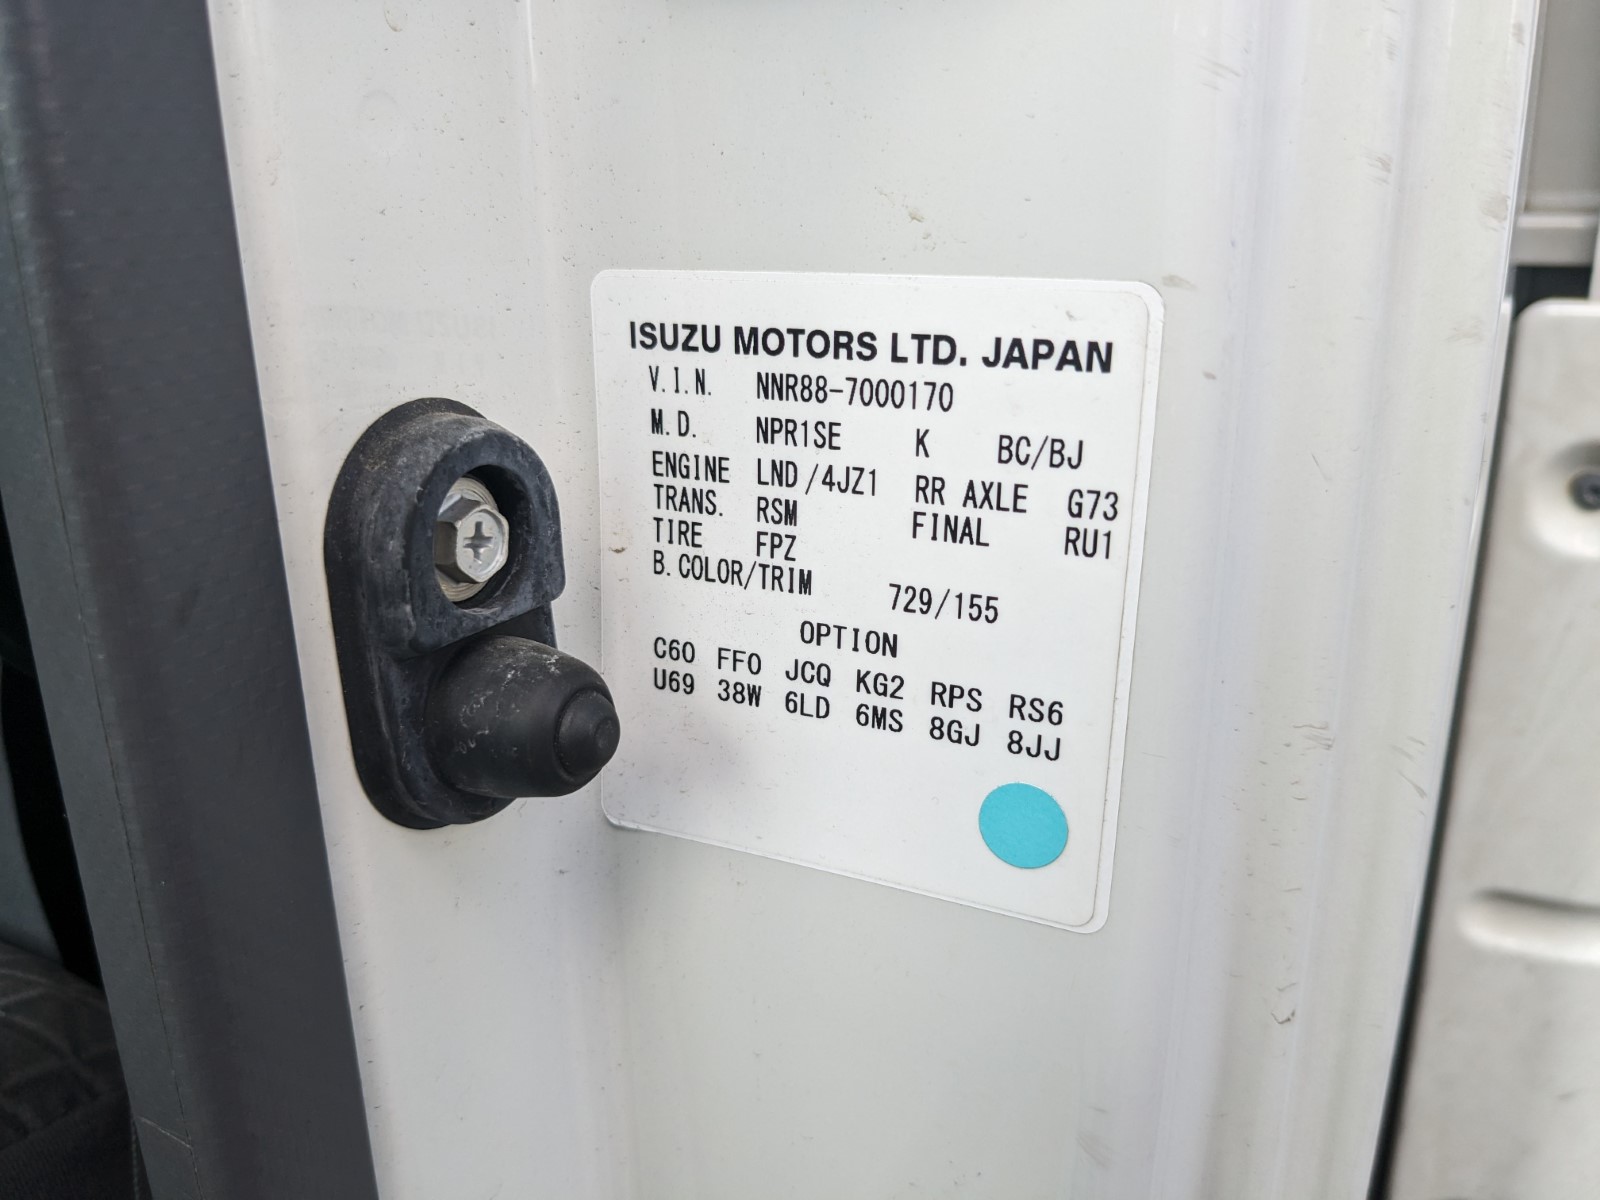 ISUZU MOTORS LTD. JAPAN
V.I.N. NNR88-7000170
M.D. NPR1SE K BC/BJ
ENGINE LND/4JZ1 RR AXLE G73
TRANS. RSM FINAL RU1
TIRE FPZ
B.COLOR/TRIM 729/155
OPTION
C60 FF0 JCQ KG2 RPS RS6
U69 38W 6LD 6MS 8GJ 8JJ